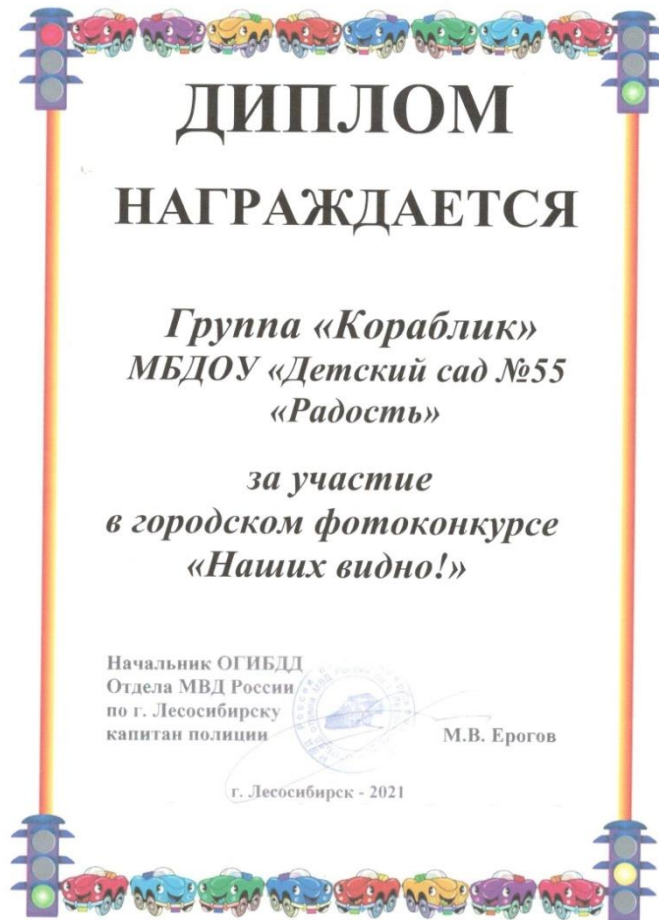 ДИПЛОМ
НАГРАЖДАЕТСЯ
Группа «Кораблик»
МБДОУ «Детский сад №55
«Радость»
за участие
в городском фотоконкурсе
«Наших видно!»
Начальник ОГИБДД
Отдела МВД России
по г. Лесосибирску
капитан полиции М.В. Ерогов
г. Лесосибирск - 2021